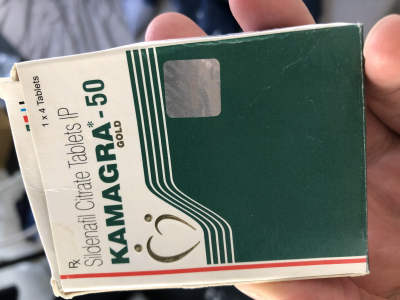 1 x 4 Tablets
Rx
Sildenafil Citrate Tablets IP
KAMAGRA*-50
GOLD